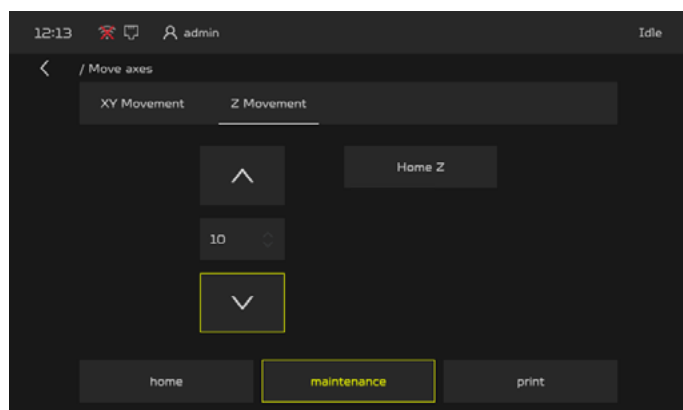 12:13 admin Idle
/ Move axes
XY Movement Z Movement
Home Z
10
home maintenance print